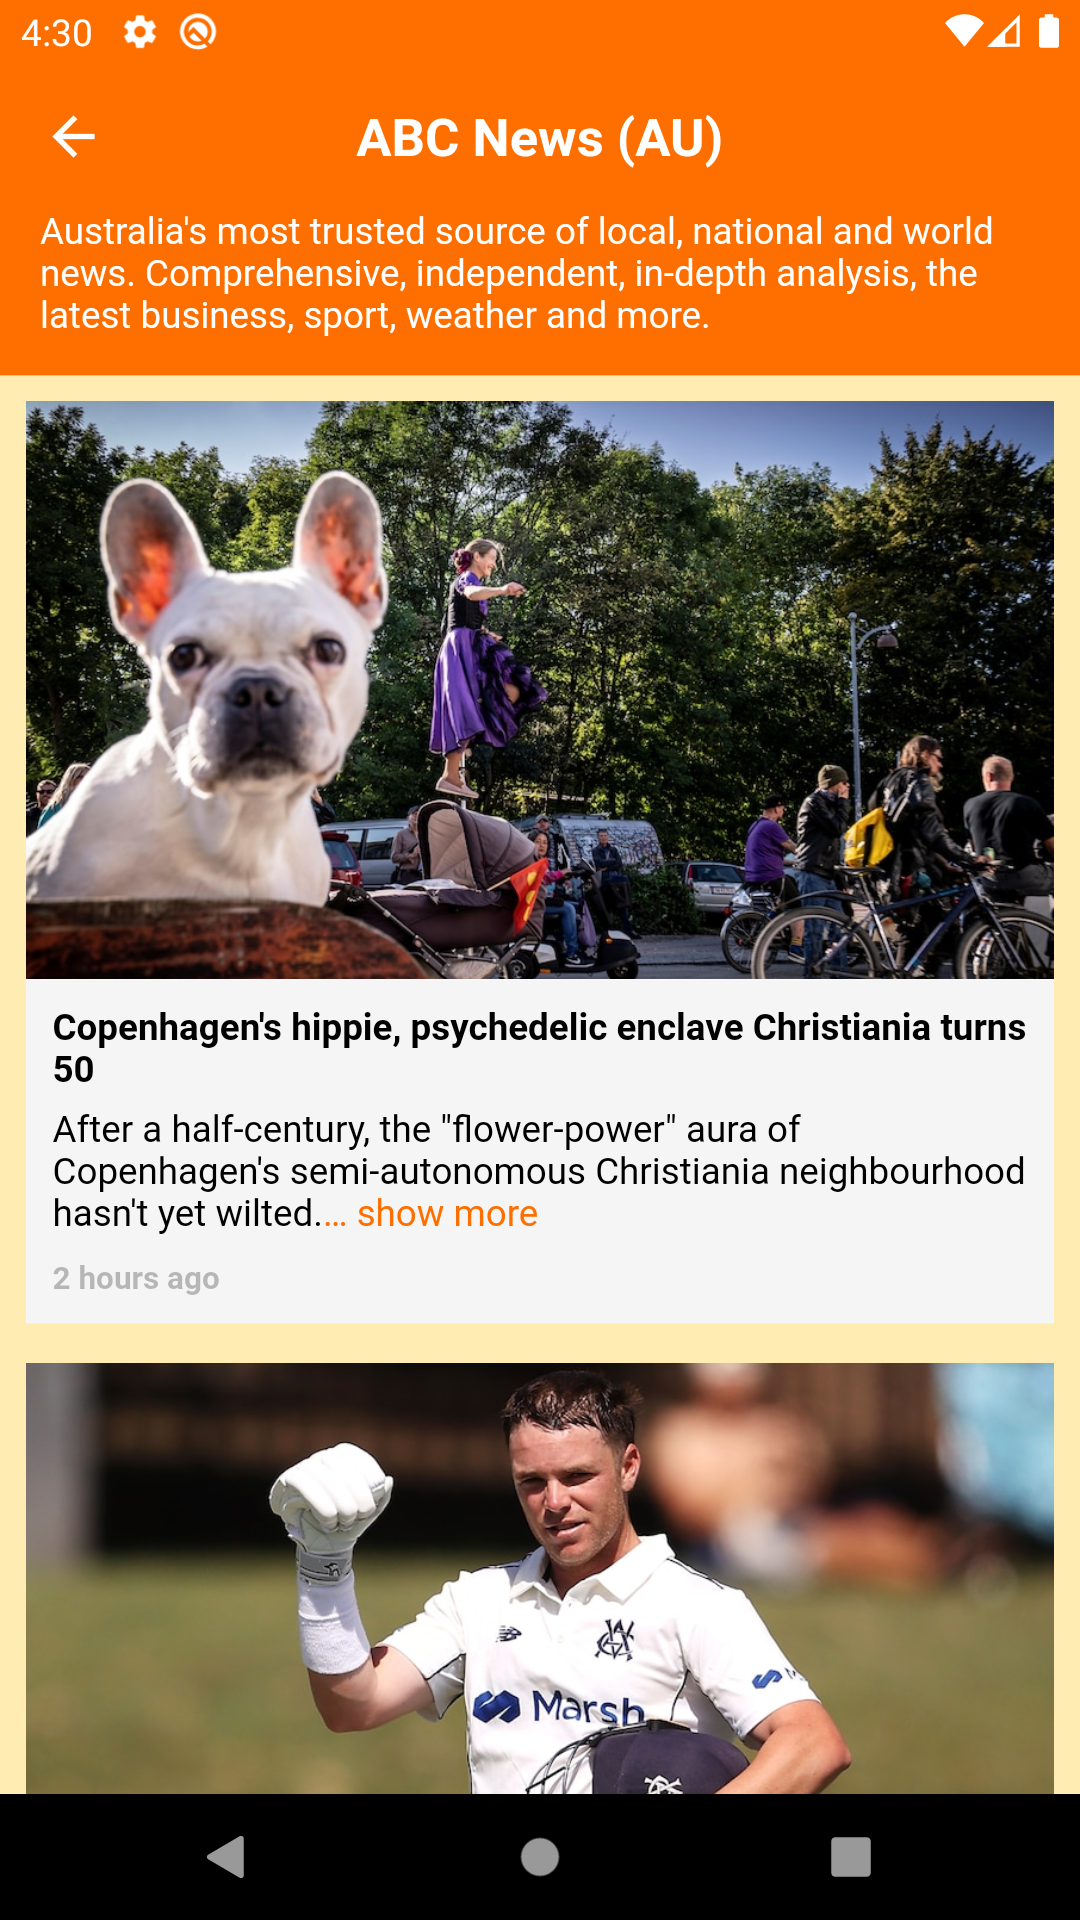 4:30
ABC News (AU)
Australia's most trusted source of local, national and world
news. Comprehensive, independent, in-depth analysis, the
latest business, sport, weather and more.
Copenhagen's hippie, psychedelic enclave Christiania turns
50
After a half-century, the "flower-power" aura of
Copenhagen's semi-autonomous Christiania neighbourhood
hasn't yet wilted.… show more
2 hours ago
Marsh